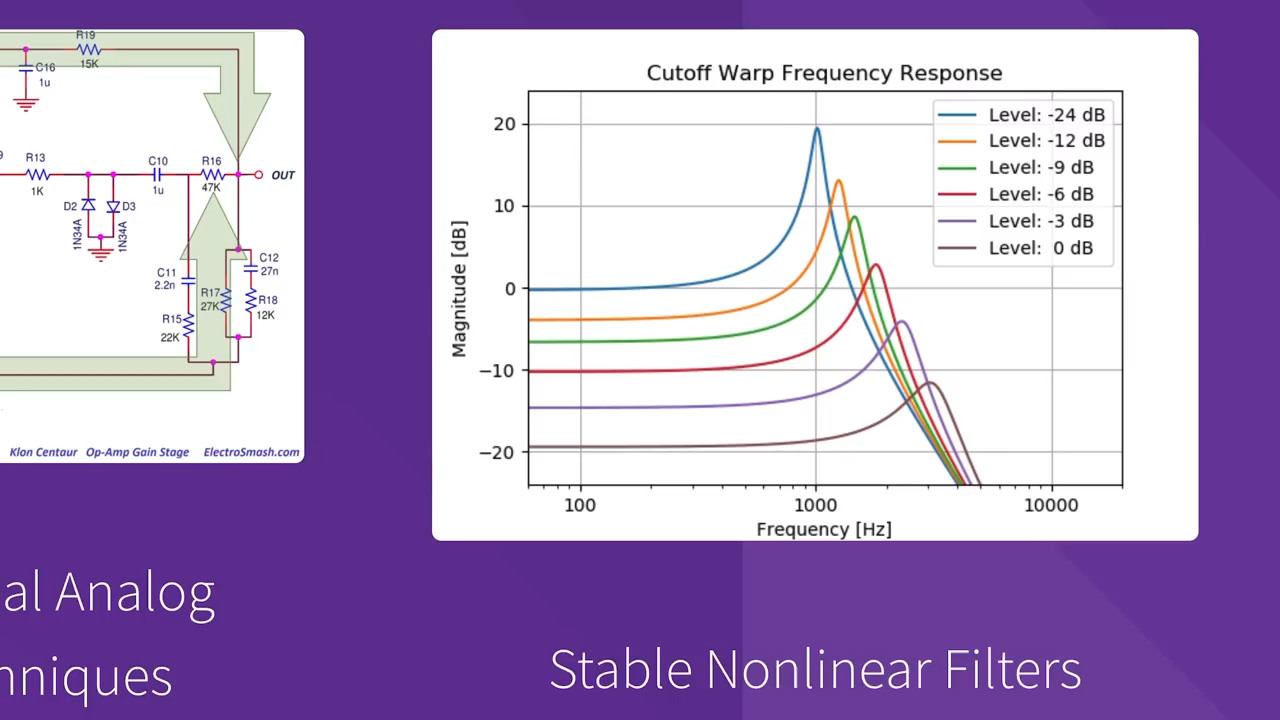 R19
15K
C16
1u
9
R13
1K
C10
1u
R16
47K
OUT
D2
D3
1N34A
1N34A
C11
2.2n
R17
27K
C12
27n
R18
12K
R15
22K
Klon Centaur Op-Amp Gain Stage ElectroSmash.com
al Analog
nniques
Cutoff Warp Frequency Response
Level: -24 dB
Level: -12 dB
Level: -9 dB
Level: -6 dB
Level: -3 dB
Level: 0 dB
Magnitude [dB]
20
10
0
−10
−20
100 1000 10000
Frequency [Hz]
Stable Nonlinear Filters